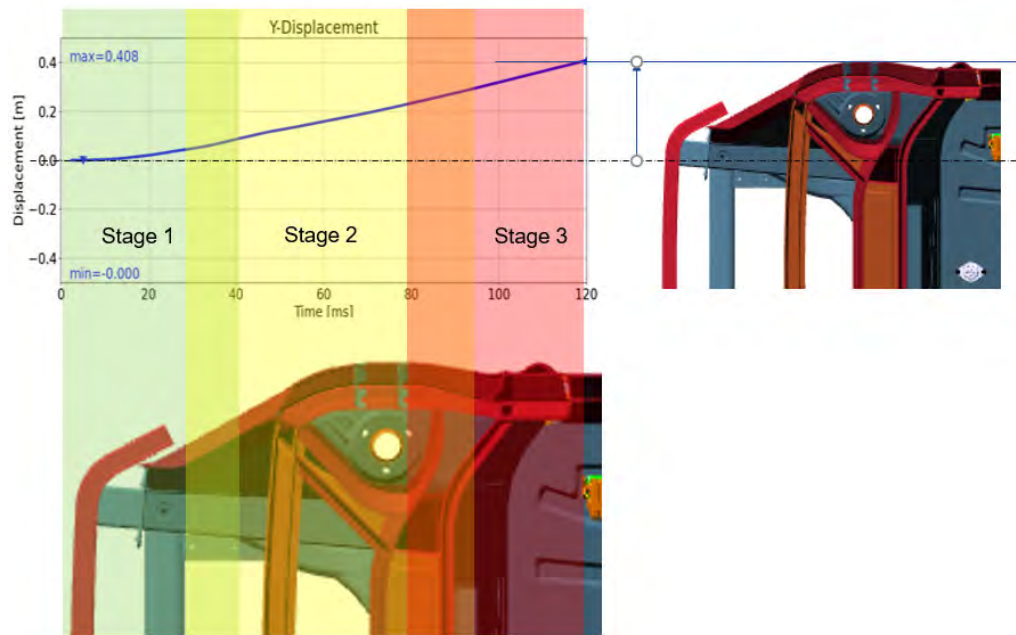 Y-Displacement
max=0.408
0.4
0.2
0.0
−0.2
−0.4
Displacement [m]
Stage 1
Stage 2
Stage 3
min=-0.000
0
20
40
60
80
100
120
Time [ms]